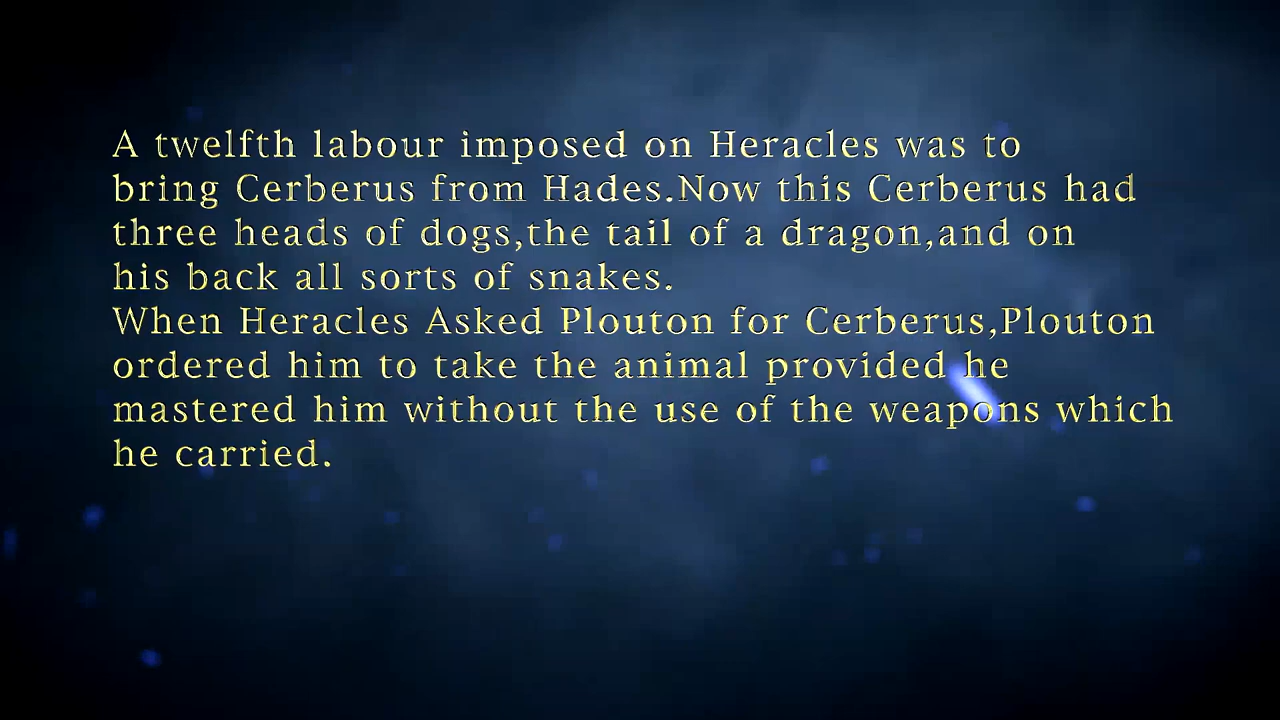 A twelfth labour imposed on Heracles was to
bring Cerberus from Hades.Now this Cerberus had
three heads of dogs,the tail of a dragon,and on
his back all sorts of snakes.
When Heracles Asked Plouton for Cerberus,Plouton
ordered him to take the animal provided he
mastered him without the use of the weapons which
he carried.